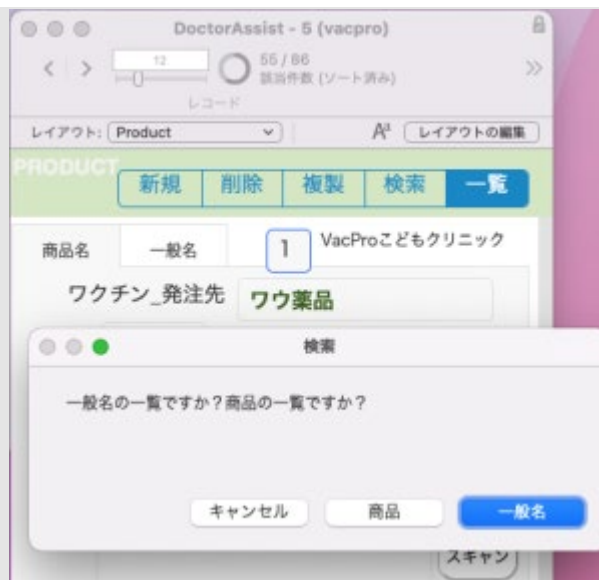 DoctorAssist - 5 (vacpro)
12
55 / 86
該当件数 (ソート済み)
レコード
レイアウト: Product
レイアウトの編集
PRODUCT
新規 削除 複製 検索 一覧
商品名 一般名 1 VacProこどもクリニック
ワクチン_発注先 ワウ薬品
検索
一般名の一覧ですか？商品の一覧ですか？
キャンセル 商品 一般名
スキャン